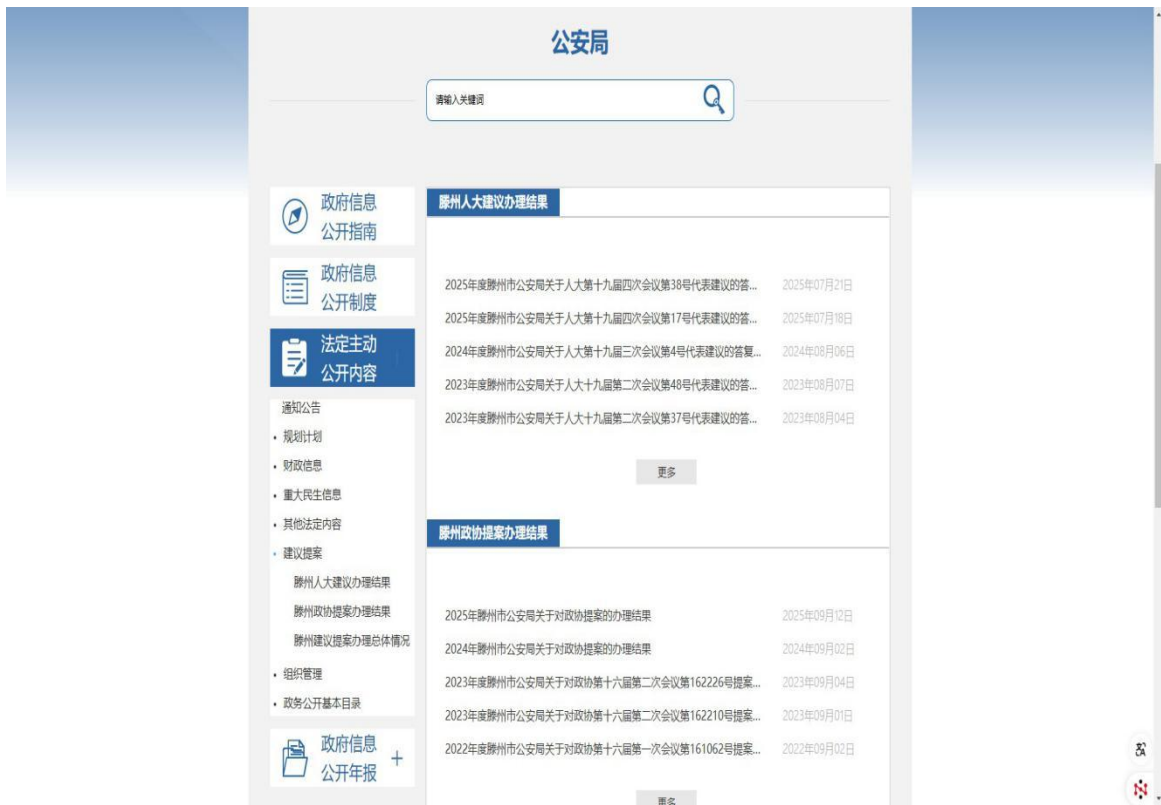 公安局
请输入关键词
政府信息
公开指南
政府信息
公开制度
法定主动
公开内容
通知公告
• 规划计划
• 财政信息
• 重大民生信息
• 其他法定内容
• 建议提案
滕州人大建议办理结果
滕州政协提案办理结果
滕州建议提案办理总体情况
• 组织管理
• 政务公开基本目录
政府信息
公开年报 +
滕州人大建议办理结果
2025年度滕州市公安局关于人大第十九届四次会议第38号代表建议的答... 2025年07月21日
2025年度滕州市公安局关于人大第十九届四次会议第17号代表建议的答... 2025年07月18日
2024年度滕州市公安局关于人大第十九届三次会议第4号代表建议的答复... 2024年08月06日
2023年度滕州市公安局关于人大十九届第二次会议第48号代表建议的答... 2023年08月07日
2023年度滕州市公安局关于人大十九届第二次会议第37号代表建议的答... 2023年08月04日
更多
滕州政协提案办理结果
2025年滕州市公安局关于对政协提案的办理结果 2025年09月12日
2024年滕州市公安局关于对政协提案的办理结果 2024年09月02日
2023年度滕州市公安局关于对政协第十六届第二次会议第162226号提案... 2023年09月04日
2023年度滕州市公安局关于对政协第十六届第二次会议第162210号提案... 2023年09月01日
2022年度滕州市公安局关于对政协第十六届第一次会议第161062号提案... 2022年09月02日
更多